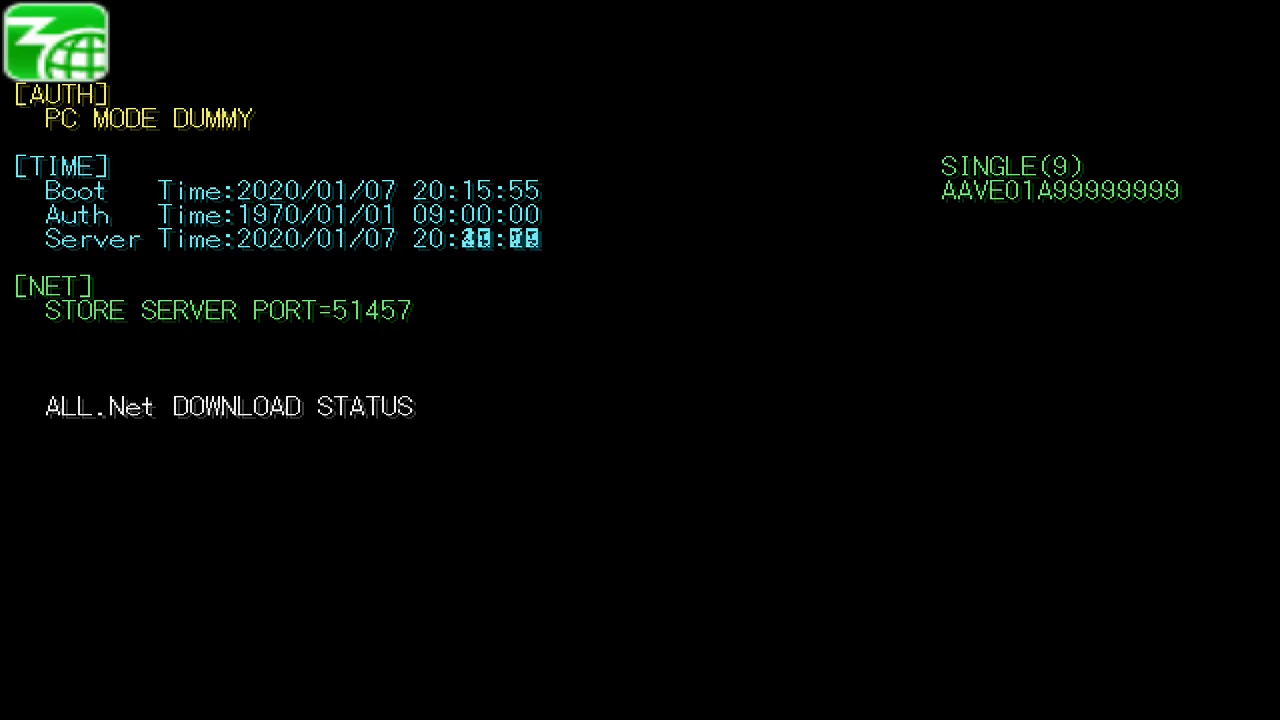 [AUTH]
PC MODE DUMMY
[TIME]
Boot Time:2020/01/07 20:15:55
Auth Time:1970/01/01 09:00:00
Server Time:2020/01/07
[NET]
STORE SERVER PORT=51457
ALL.Net DOWNLOAD STATUS
SINGLE(9)
AAVE01A99999999